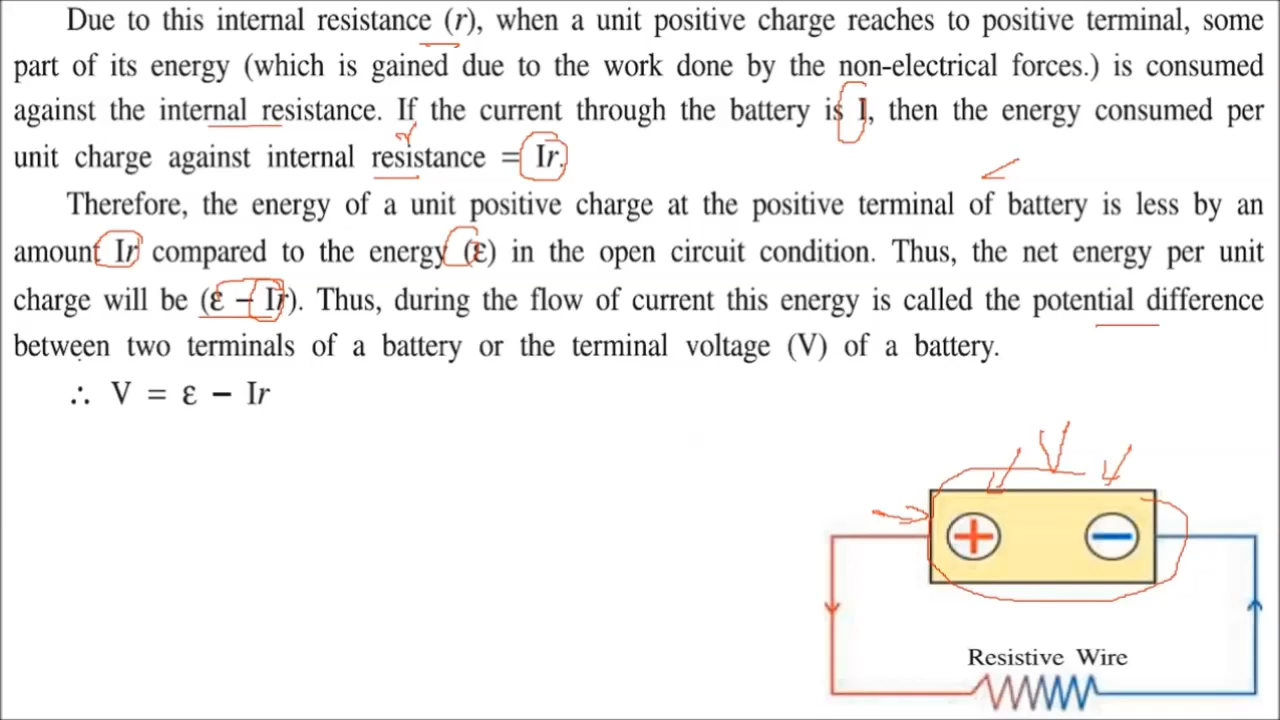 Due to this internal resistance (r), when a unit positive charge reaches to positive terminal, some
part of its energy (which is gained due to the work done by the non-electrical forces.) is consumed
against the internal resistance. If the current through the battery is I, then the energy consumed per
unit charge against internal resistance = Ir.
Therefore, the energy of a unit positive charge at the positive terminal of battery is less by an
amount Ir compared to the energy (ε) in the open circuit condition. Thus, the net energy per unit
charge will be (ε – Ir). Thus, during the flow of current this energy is called the potential difference
between two terminals of a battery or the terminal voltage (V) of a battery.
∴ V = ε – Ir
V
+ –
Resistive Wire